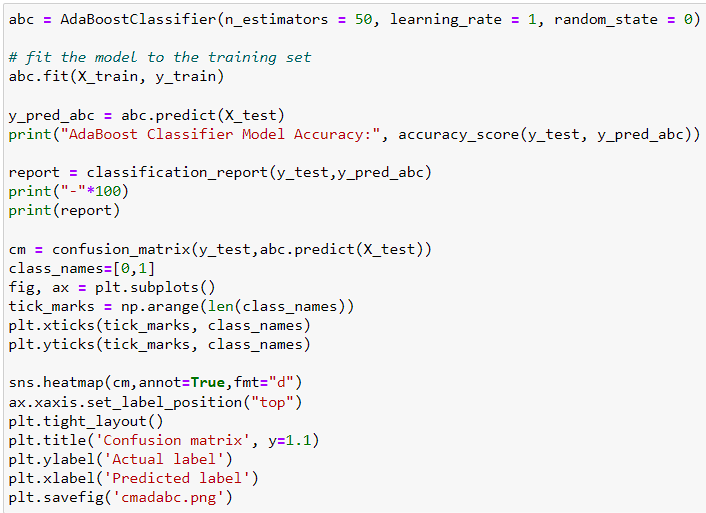 abc = AdaBoostClassifier(n_estimators = 50, learning_rate = 1, random_state = 0)
# fit the model to the training set
abc.fit(X_train, y_train)
y_pred_abc = abc.predict(X_test)
print("AdaBoost Classifier Model Accuracy:", accuracy_score(y_test, y_pred_abc))
report = classification_report(y_test,y_pred_abc)
print("-"*100)
print(report)
cm = confusion_matrix(y_test,abc.predict(X_test))
class_names=[0,1]
fig, ax = plt.subplots()
tick_marks = np.arange(len(class_names))
plt.xticks(tick_marks, class_names)
plt.yticks(tick_marks, class_names)
sns.heatmap(cm,annot=True,fmt="d")
ax.xaxis.set_label_position("top")
plt.tight_layout()
plt.title('Confusion matrix', y=1.1)
plt.ylabel('Actual label')
plt.xlabel('Predicted label')
plt.savefig('cmadabc.png')